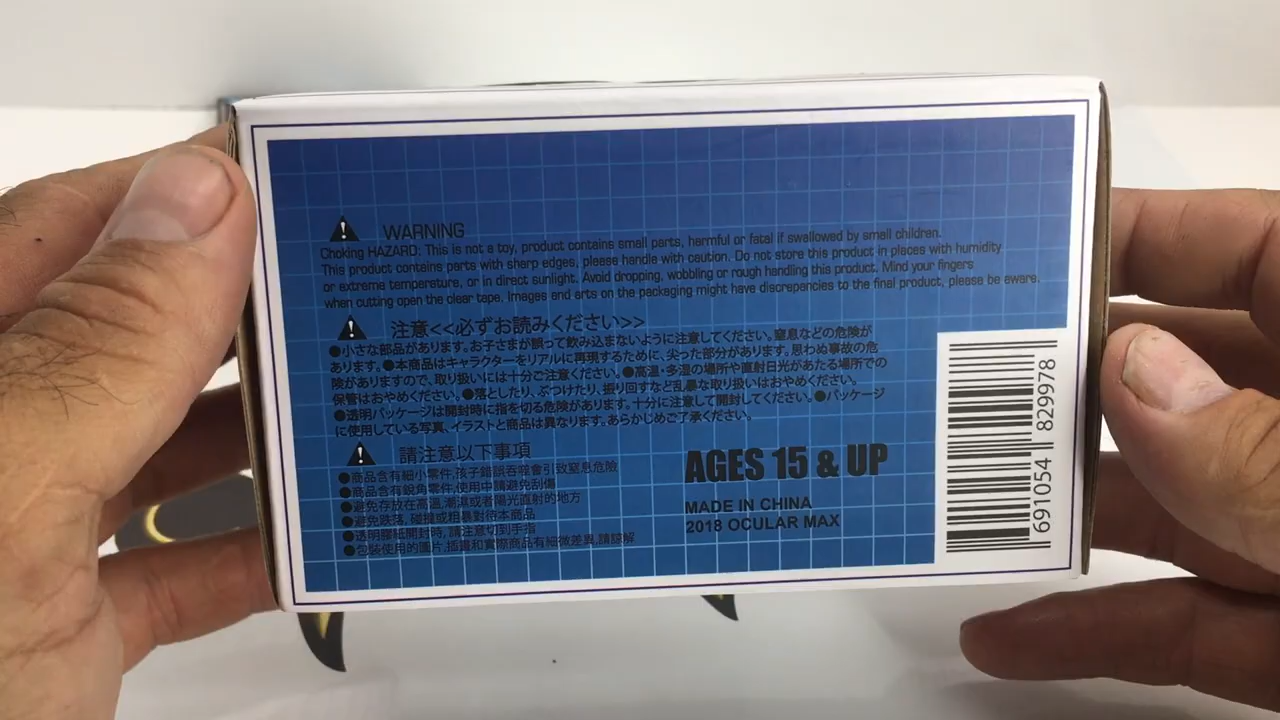 WARNING
Choking HAZARD: This is not a toy, product contains small parts, harmful or fatal if swallowed by small children.
This product contains parts with sharp edges, please handle with caution. Do not store this product in places with humidity
or extreme temperature, or in direct sunlight. Avoid dropping, wobbling or rough handling this product. Mind your fingers
when cutting open the clear tape. Images and arts on the packaging might have discrepancies to the final product, please be aware.
注意<<必ずお読みください>>
●小さな部品があります。お子さまが誤って飲み込まないように注意してください。窒息などの危険が
あります。●本商品はキャラクターをリアルに再現するために、尖った部分があります。思わぬ事故の危
険がありますので、取り扱いには十分ご注意ください。●高温・多湿の場所や直射日光があたる場所での
保管はおやめください。●落としたり、ぶつけたり、振り回すなど乱暴な取り扱いはおやめください。
●透明パッケージは開封時に指を切る危険があります。十分に注意して開封してください。●パッケージ
に使用している写真、イラストと商品は異なります。あらかじめご了承ください。
請注意以下事項
●商品含有細小零件,孩子錯誤吞咽會引致窒息危險
●商品含有銳角零件,使用中請避免刮傷
●避免存放在高溫,潮濕或者陽光直射的地方
●避免跌落,碰撞或粗暴對待本商品
●透明膠紙開封時,請注意切到手指
●包裝使用的圖片,插畫和實際商品有細微差異,請諒解
AGES 15 & UP
MADE IN CHINA
2018 OCULAR MAX
691054 829978